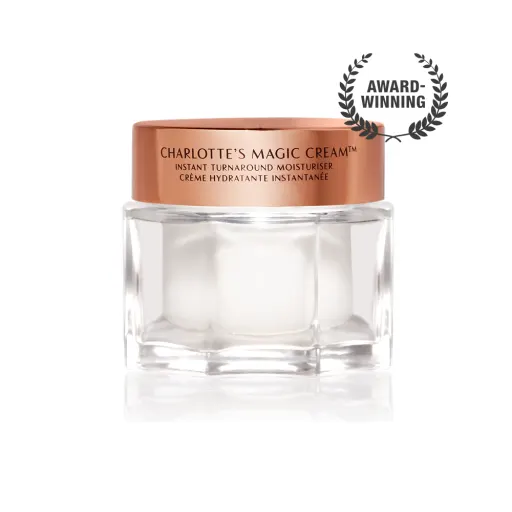 AWARD-
WINNING
CHARLOTTE'S MAGIC CREAM™
INSTANT TURNAROUND MOISTURISER
CRÈME HYDRATANTE INSTANTANÉE